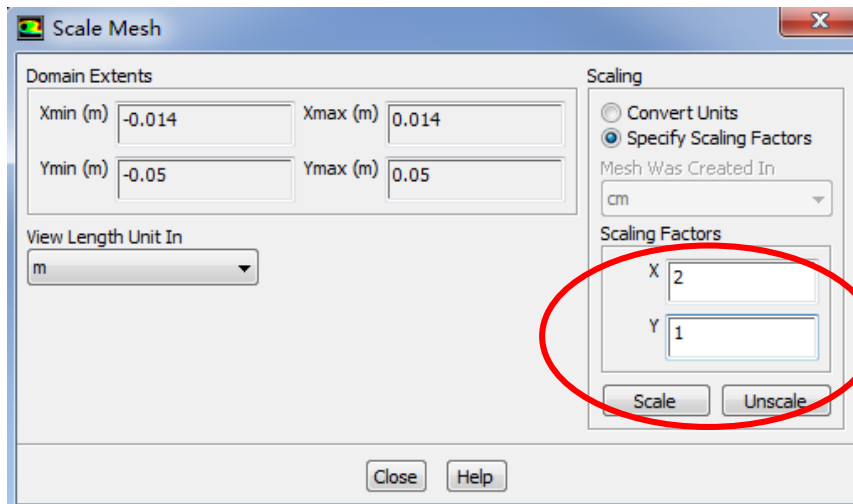 Scale Mesh
Domain Extents
Xmin (m) -0.014 Xmax (m) 0.014
Ymin (m) -0.05 Ymax (m) 0.05
View Length Unit In
m
Scaling
Convert Units
Specify Scaling Factors
Mesh Was Created In
cm
Scaling Factors
X 2
Y 1
Scale Unscale
Close Help